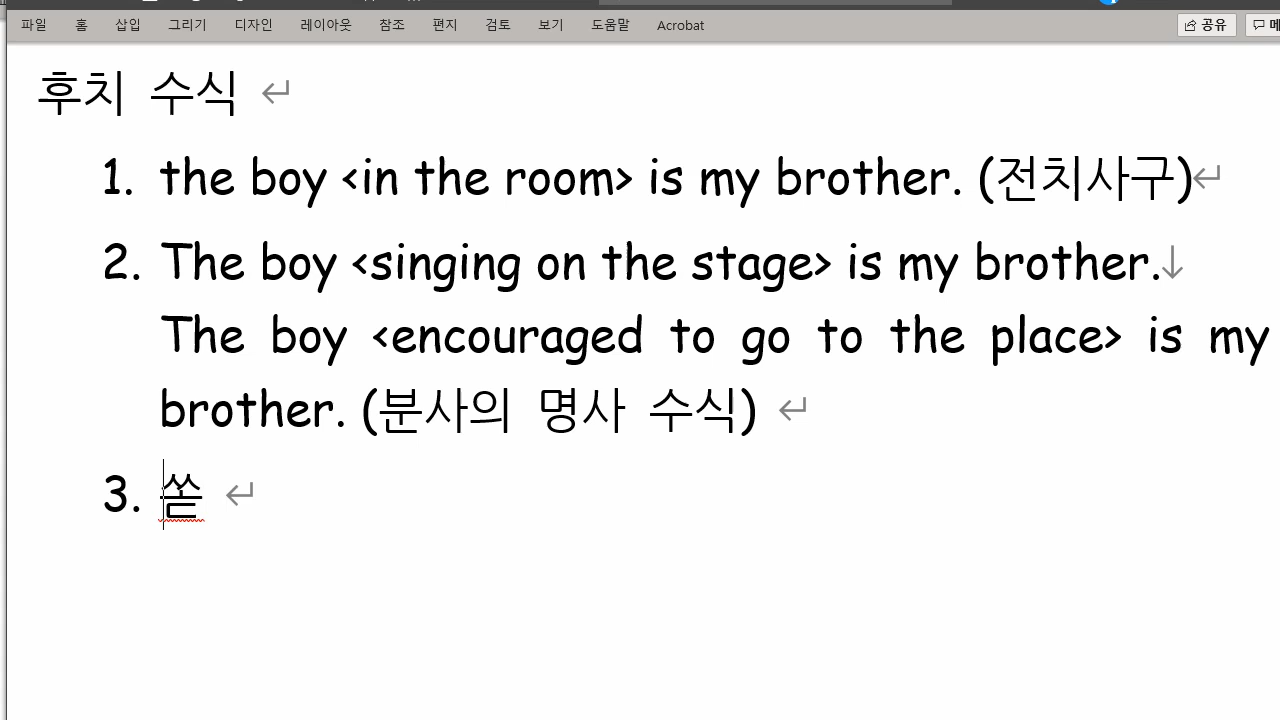 파일 홈 삽입 그리기 디자인 레이아웃 참조 편지 검토 보기 도움말 Acrobat 공유
후치 수식
1. the boy <in the room> is my brother. (전치사구)
2. The boy <singing on the stage> is my brother.
The boy <encouraged to go to the place> is my
brother. (분사의 명사 수식)
3. 쏟